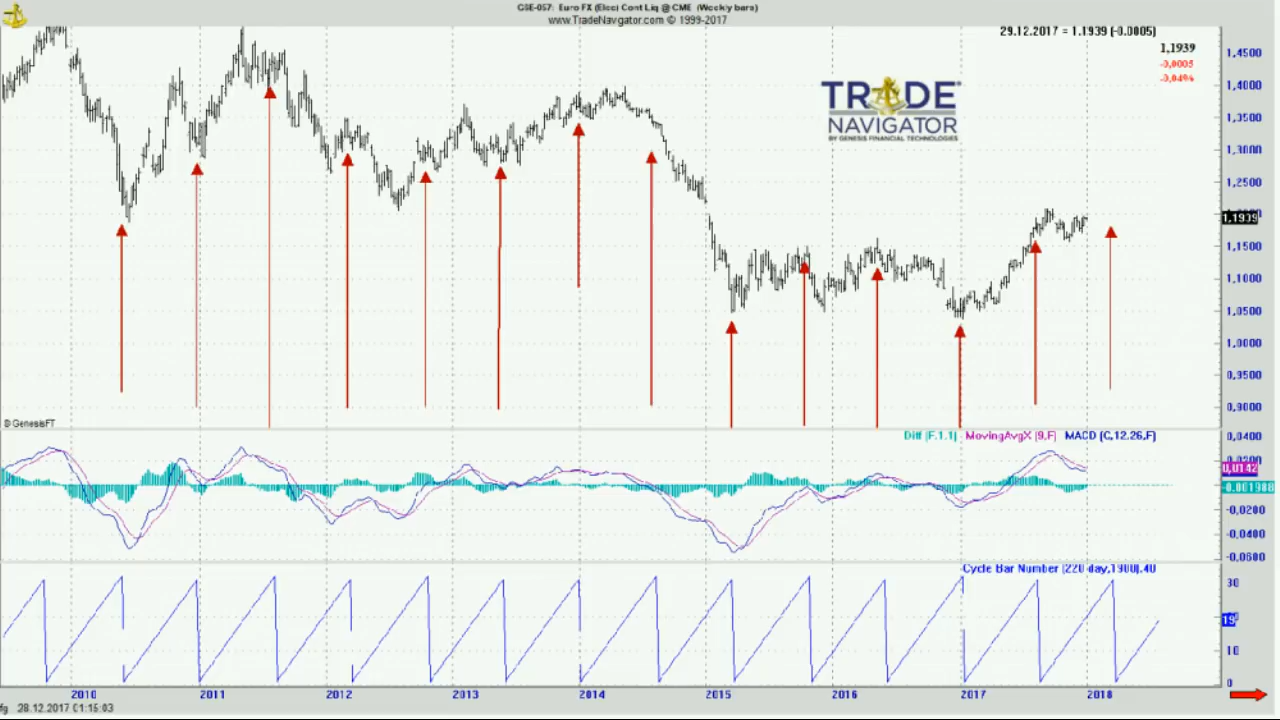 GSE-057: Euro FX (Elec) Cont Liq @ CME (Weekly bars)
www.TradeNavigator.com © 1999-2017
29.12.2017 = 1.1939 (-0.0005)
1,1939
-0,0005
-0,04%
TRADE
NAVIGATOR
BY GENESIS FINANCIAL TECHNOLOGIES
1,4500
1,4000
1,3500
1,3000
1,2500
1,1939
1,1500
1,1000
1,0500
1,0000
0,9500
0,9000
© GenesisFT
Diff (F,1,1) MovingAvgX (9,F) MACD (C,12,26,F)
0,0400
0,0142
-0,001988
-0,0200
-0,0400
-0,0600
Cycle Bar Number (220 day,1900).40
30
19
10
0
2010 2011 2012 2013 2014 2015 2016 2017 2018
28.12.2017 01:15:03